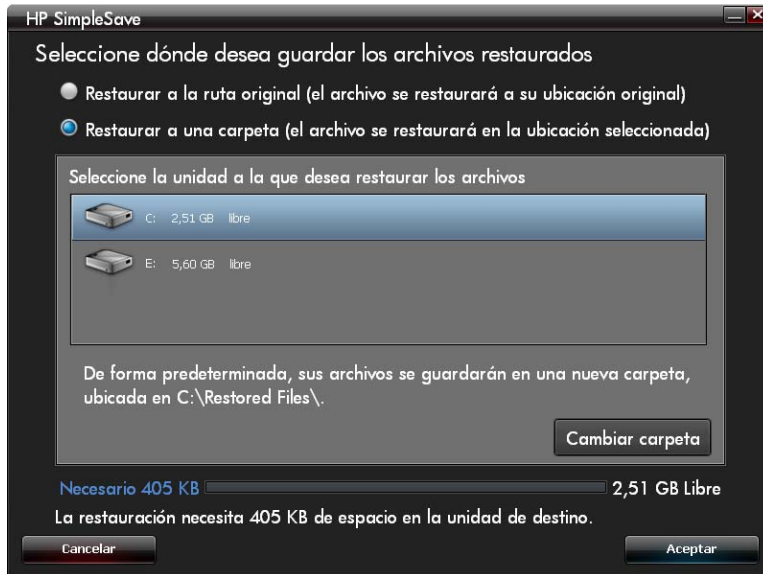 HP SimpleSave
Seleccione dónde desea guardar los archivos restaurados
Restaurar a la ruta original (el archivo se restaurará a su ubicación original)
Restaurar a una carpeta (el archivo se restaurará en la ubicación seleccionada)
Seleccione la unidad a la que desea restaurar los archivos
C: 2,51 GB libre
E: 5,60 GB libre
De forma predeterminada, sus archivos se guardarán en una nueva carpeta,
ubicada en C:\Restored Files\.
Cambiar carpeta
Necesario 405 KB 2,51 GB Libre
La restauración necesita 405 KB de espacio en la unidad de destino.
Cancelar Aceptar